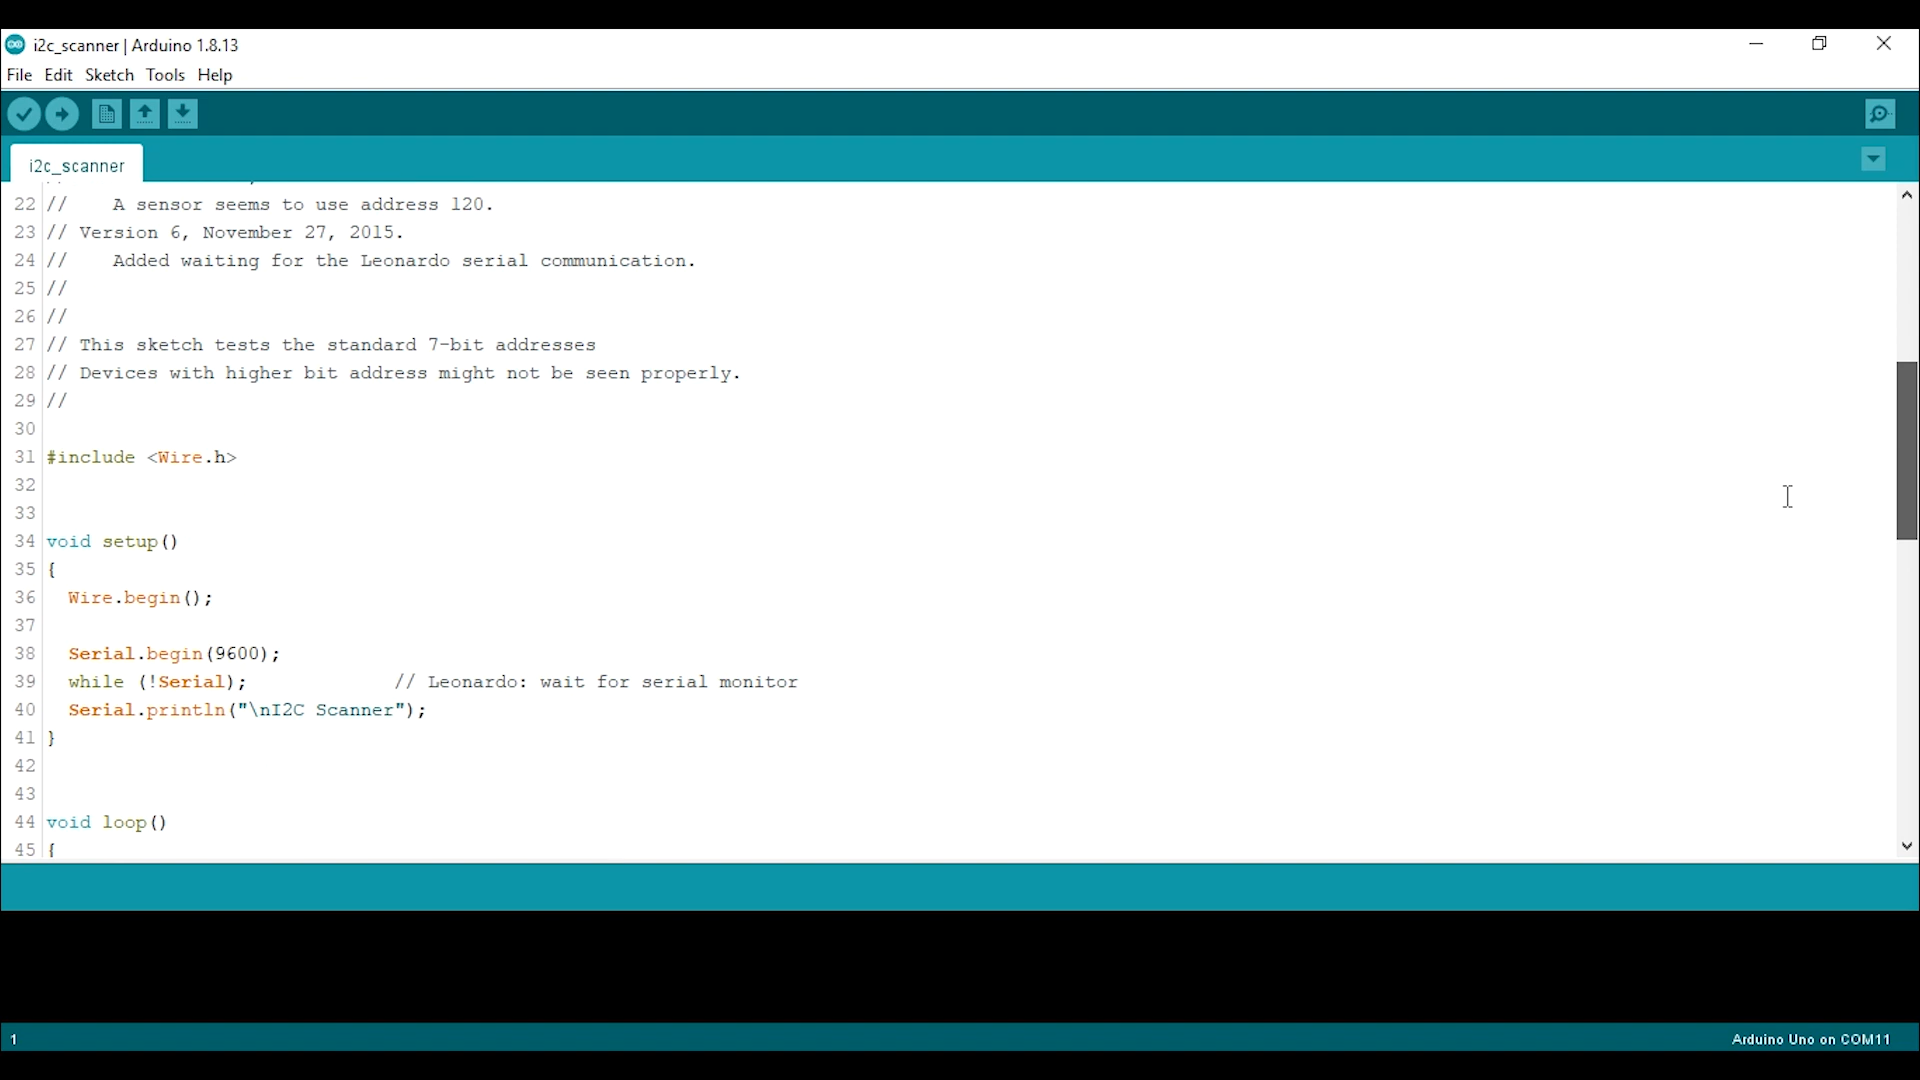 i2c_scanner | Arduino 1.8.13
File Edit Sketch Tools Help
i2c_scanner
22 //    A sensor seems to use address 120.
23 // Version 6, November 27, 2015.
24 //    Added waiting for the Leonardo serial communication.
25 //
26 //
27 // This sketch tests the standard 7-bit addresses
28 // Devices with higher bit address might not be seen properly.
29 //
30
31 #include <Wire.h>
32
33
34 void setup()
35 {
36   Wire.begin();
37
38   Serial.begin(9600);
39   while (!Serial);             // Leonardo: wait for serial monitor
40   Serial.println("\nI2C Scanner");
41 }
42
43
44 void loop()
45 {
1
Arduino Uno on COM11